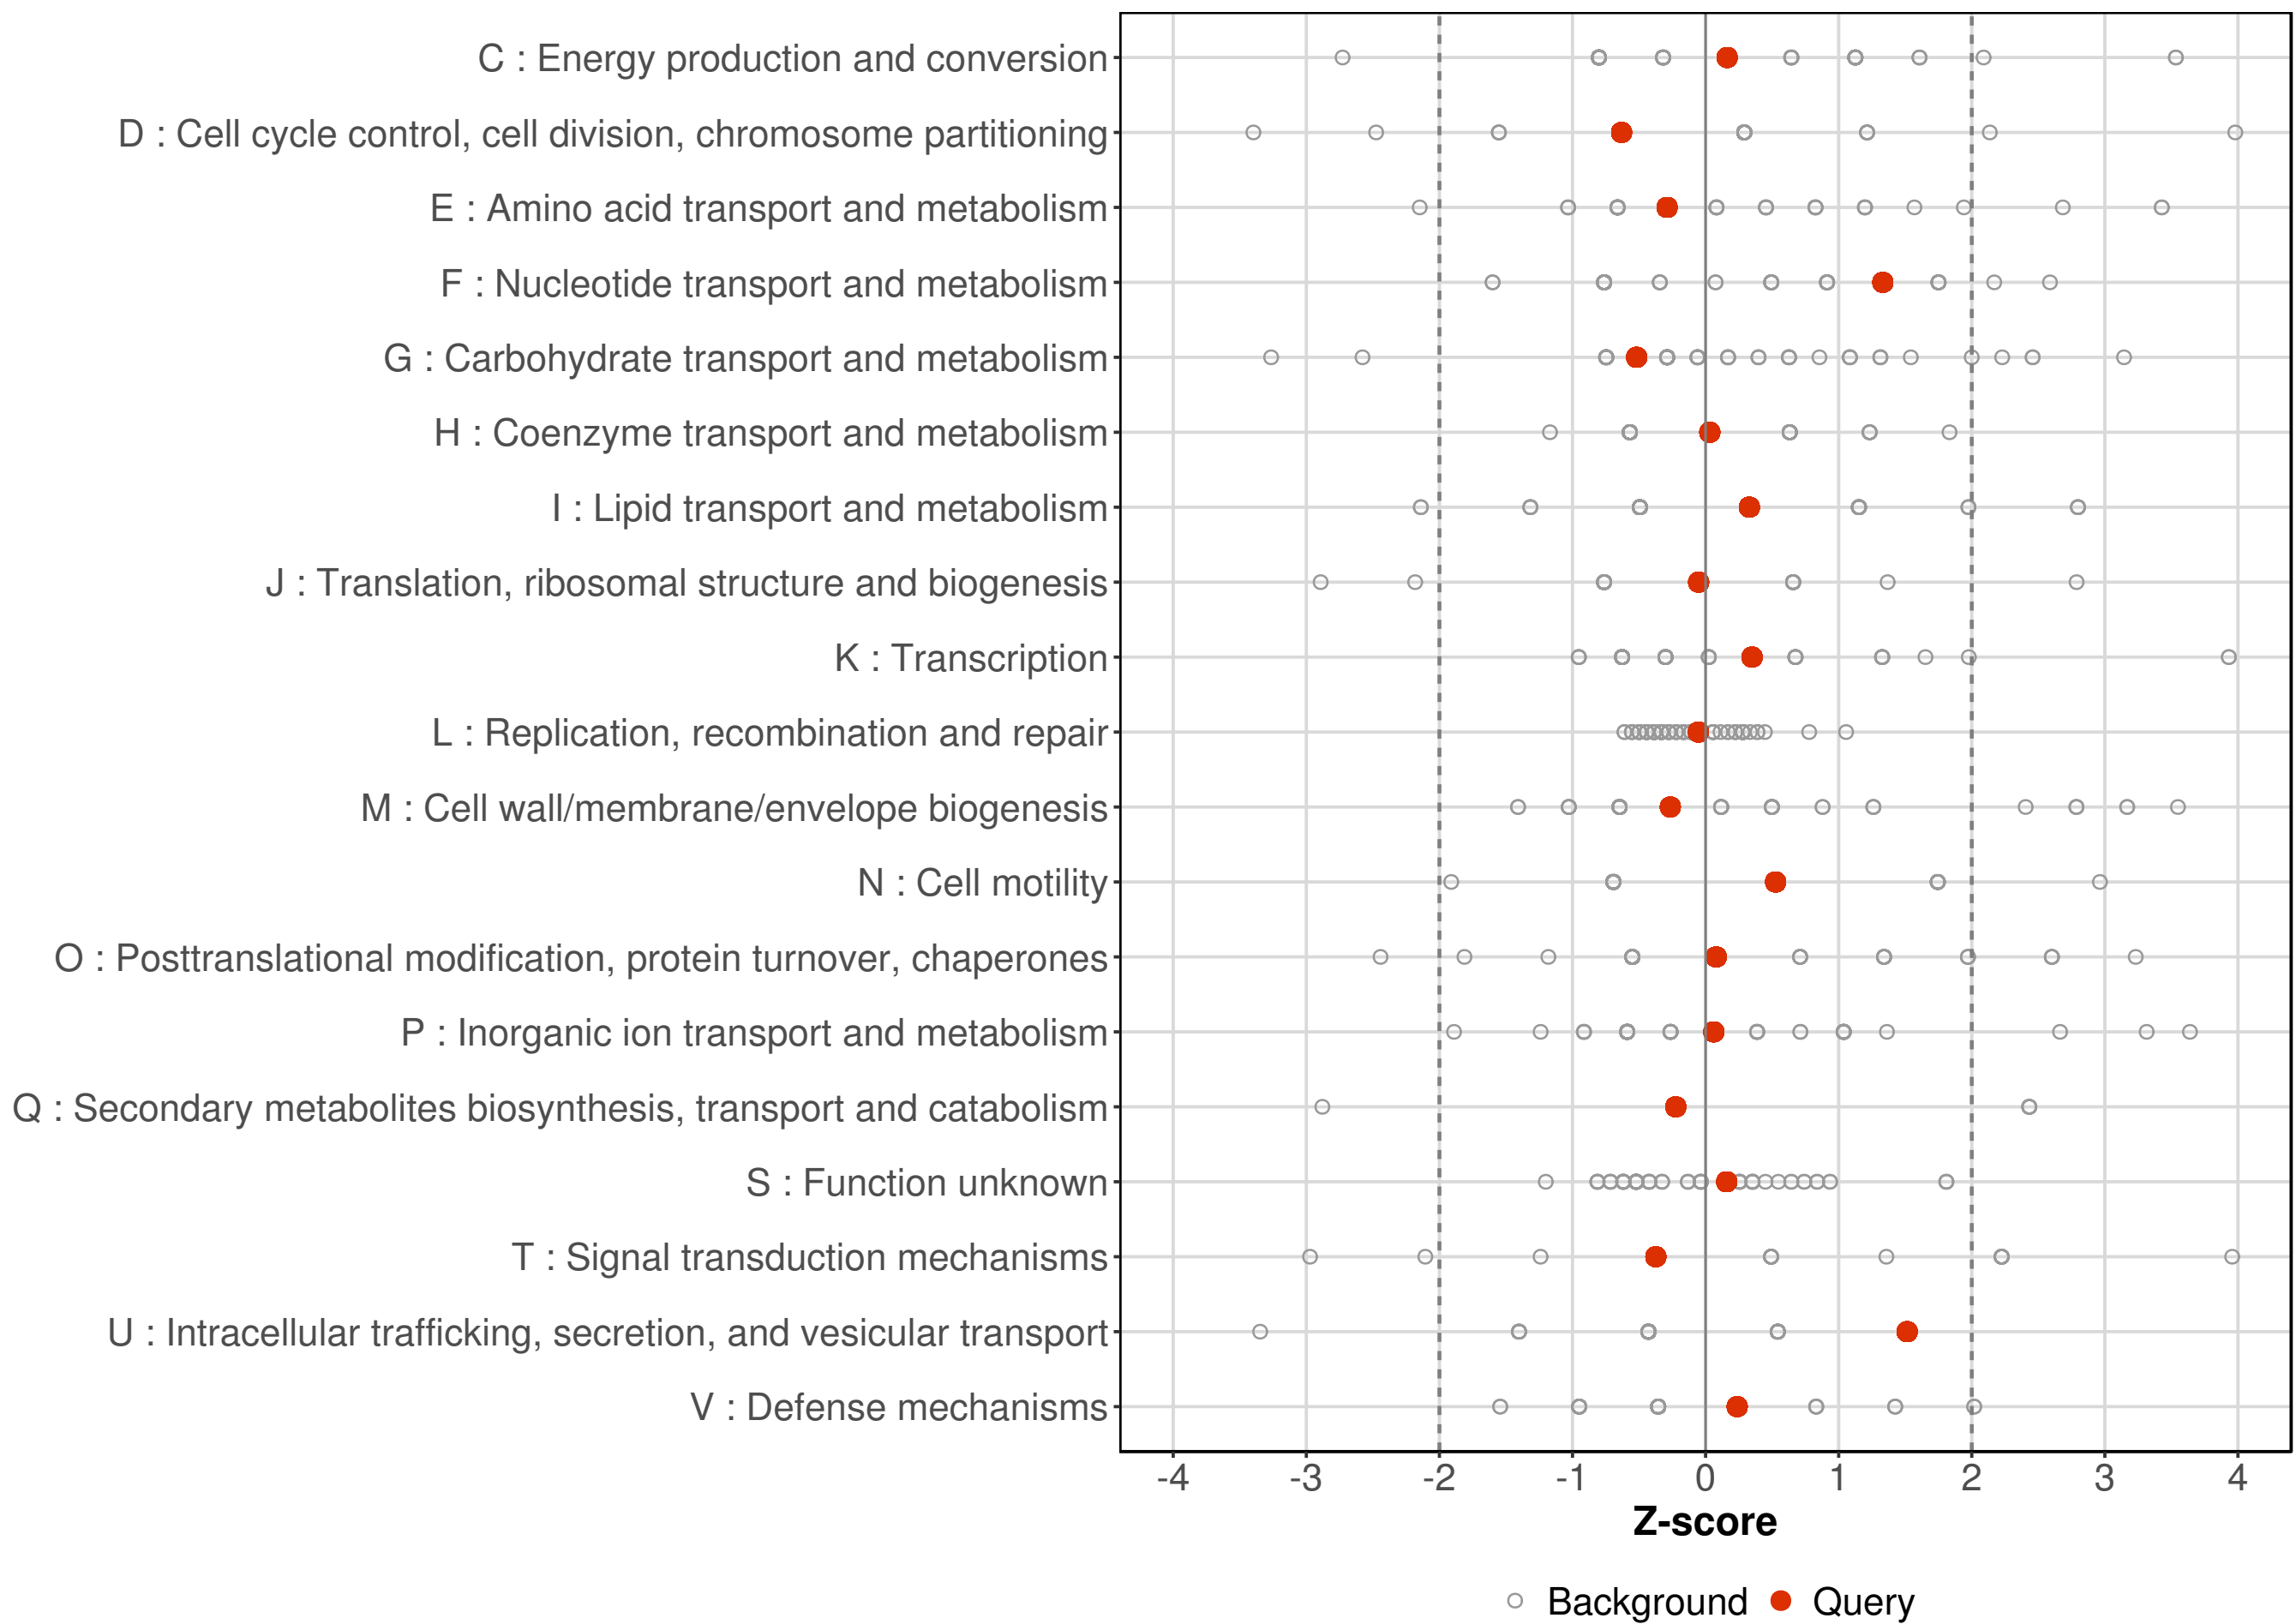 C : Energy production and conversion
D : Cell cycle control, cell division, chromosome partitioning
E : Amino acid transport and metabolism
F : Nucleotide transport and metabolism
G : Carbohydrate transport and metabolism
H : Coenzyme transport and metabolism
I : Lipid transport and metabolism
J : Translation, ribosomal structure and biogenesis
K : Transcription
L : Replication, recombination and repair
M : Cell wall/membrane/envelope biogenesis
N : Cell motility
O : Posttranslational modification, protein turnover, chaperones
P : Inorganic ion transport and metabolism
Q : Secondary metabolites biosynthesis, transport and catabolism
S : Function unknown
T : Signal transduction mechanisms
U : Intracellular trafficking, secretion, and vesicular transport
V : Defense mechanisms
-4 -3 -2 -1 0 1 2 3 4
Z-score
Background Query